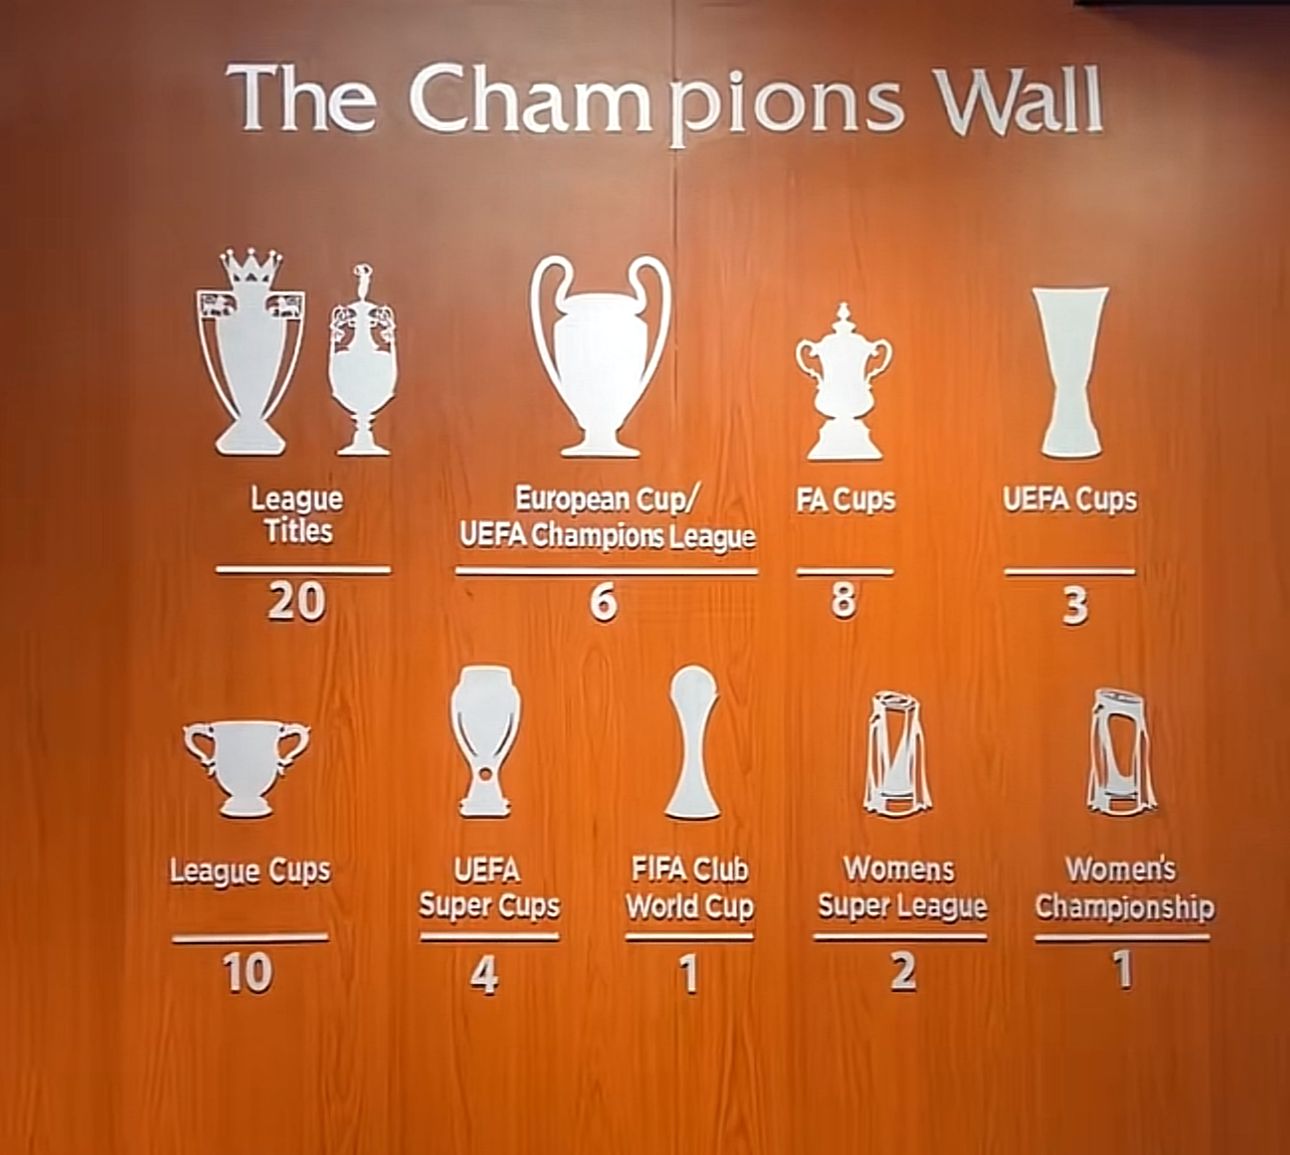 The Champions Wall
League
Titles
20
European Cup/
UEFA Champions League
6
FA Cups
8
UEFA Cups
3
League Cups
10
UEFA
Super Cups
4
FIFA Club
World Cup
1
Womens
Super League
2
Women's
Championship
1